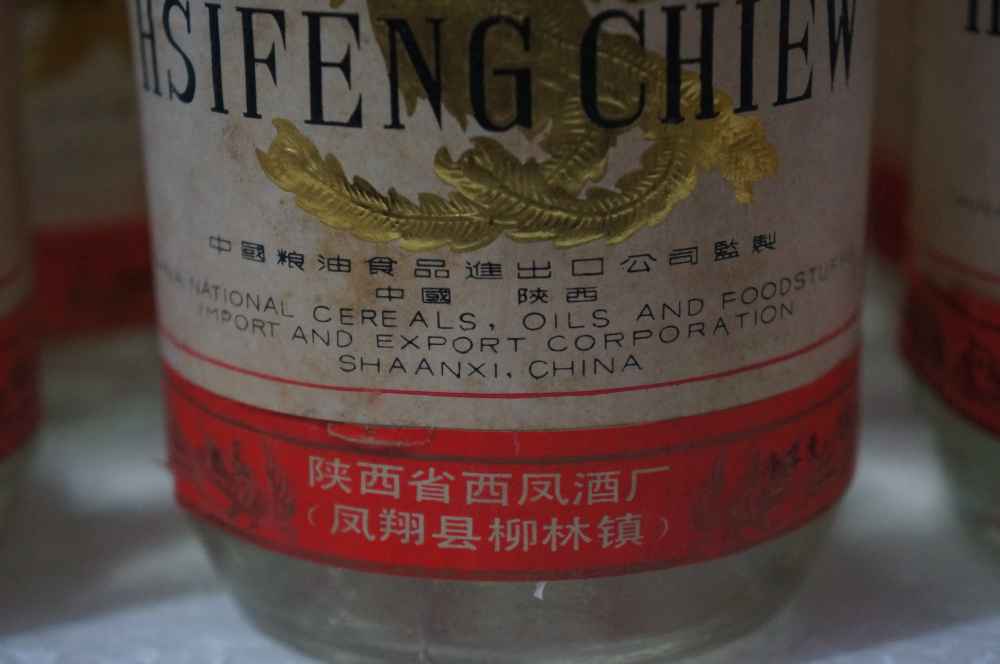 HSIFENG CHIEW
中國粮油食品進出口公司監製
中國 陕西
NATIONAL CEREALS, OILS AND FOODSTUFFS
IMPORT AND EXPORT CORPORATION
SHAANXI, CHINA
陕西省西凤酒厂
(凤翔县柳林镇)